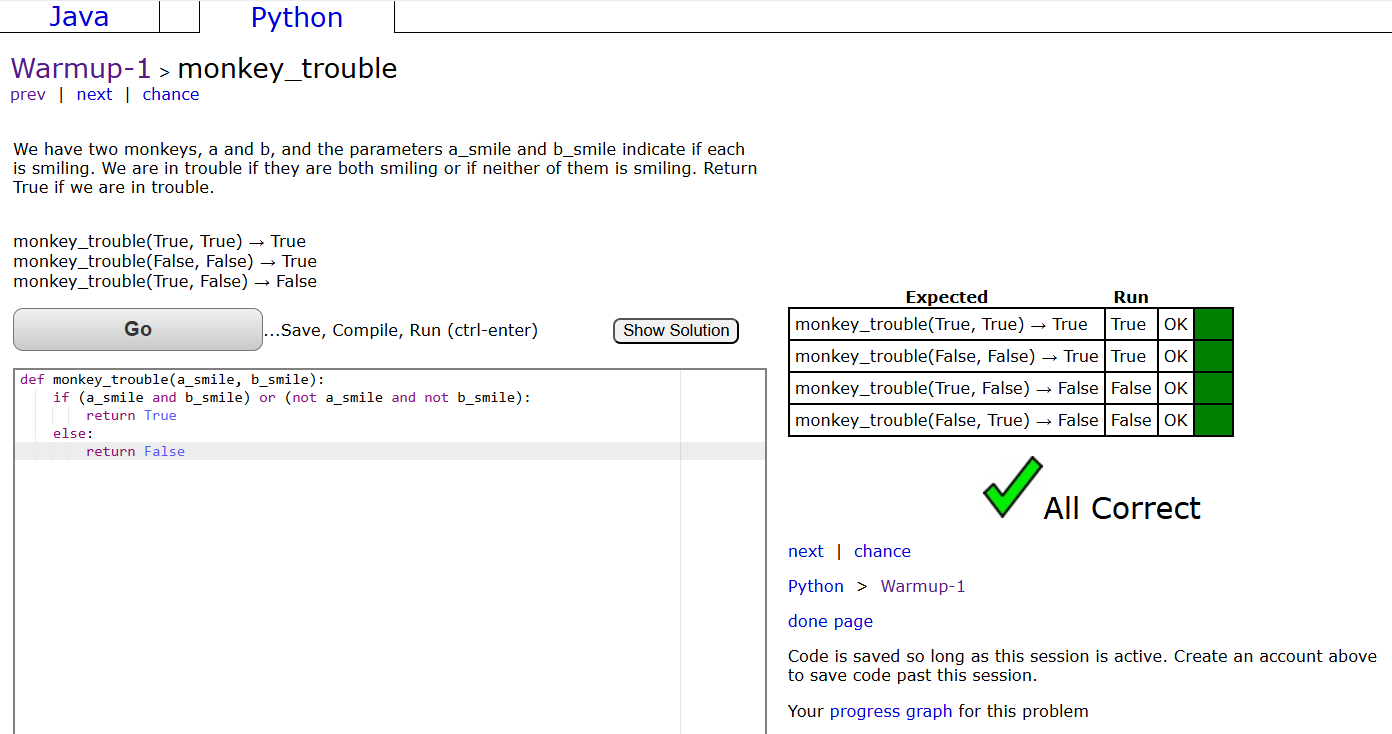 Java
Python
Warmup-1 > monkey_trouble
prev | next | chance
We have two monkeys, a and b, and the parameters a_smile and b_smile indicate if each
is smiling. We are in trouble if they are both smiling or if neither of them is smiling. Return
True if we are in trouble.
monkey_trouble(True, True) → True
monkey_trouble(False, False) → True
monkey_trouble(True, False) → False
Go ...Save, Compile, Run (ctrl-enter) Show Solution
def monkey_trouble(a_smile, b_smile):
    if (a_smile and b_smile) or (not a_smile and not b_smile):
        return True
    else:
        return False
Expected Run
monkey_trouble(True, True) → True True OK
monkey_trouble(False, False) → True True OK
monkey_trouble(True, False) → False False OK
monkey_trouble(False, True) → False False OK
All Correct
next | chance
Python > Warmup-1
done page
Code is saved so long as this session is active. Create an account above
to save code past this session.
Your progress graph for this problem